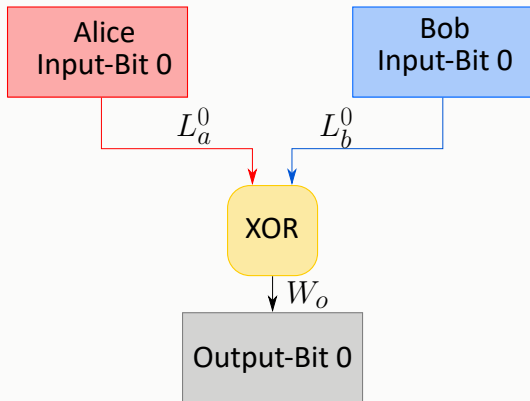 Alice
Input-Bit 0
Bob
Input-Bit 0
L_a^0
L_b^0
XOR
W_o
Output-Bit 0